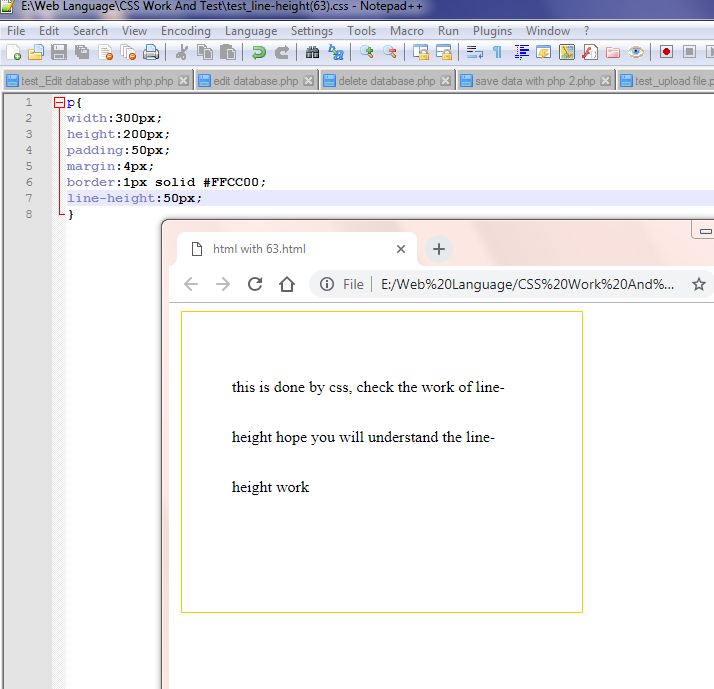 E:\Web Language\CSS Work And Test\test_line-height(63).css - Notepad++
File Edit Search View Encoding Language Settings Tools Macro Run Plugins Window ?
test_Edit database with php.php edit database.php delete database.php save data with php 2.php test_upload file.p
1 p{
2 width:300px;
3 height:200px;
4 padding:50px;
5 margin:4px;
6 border:1px solid #FFCC00;
7 line-height:50px;
8 }
html with 63.html
File E:/Web%20Language/CSS%20Work%20And%...
this is done by css, check the work of line-
height hope you will understand the line-
height work